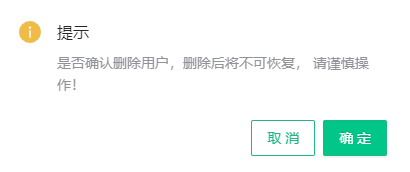 提示
是否确认删除用户，删除后将不可恢复， 请谨慎操
作！
取 消
确 定